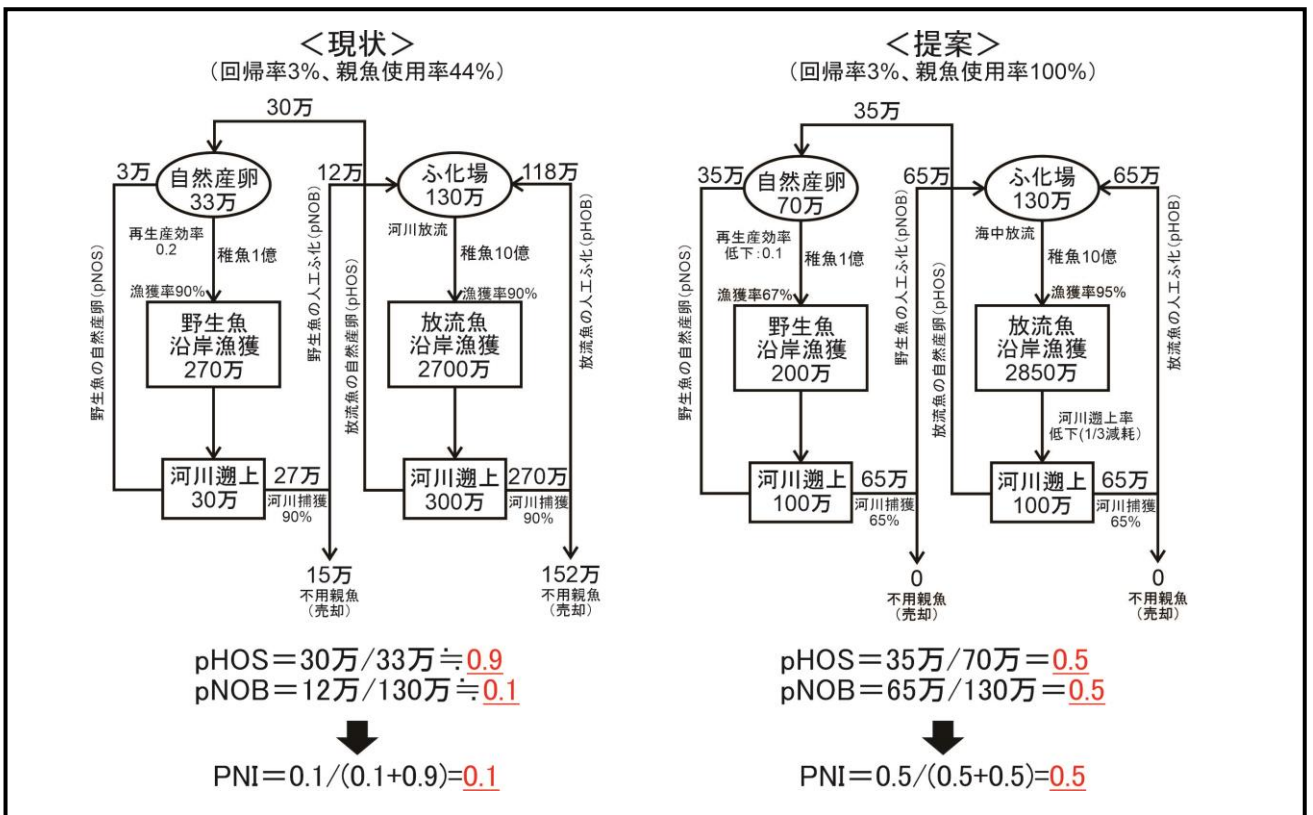 ＜現状＞
（回帰率3%、親魚使用率44%）
30万
3万
自然産卵
33万
12万
ふ化場
130万
118万
再生産効率
0.2
稚魚1億
河川放流
稚魚10億
漁獲率90%
漁獲率90%
野生魚
沿岸漁獲
270万
放流魚
沿岸漁獲
2700万
野生魚の自然産卵（pNOS）
野生魚の人工ふ化（pNOB）
放流魚の自然産卵（pHOS）
放流魚の人工ふ化（pHOB）
河川遡上
30万
27万
河川捕獲
90%
河川遡上
300万
270万
河川捕獲
90%
15万
不用親魚
（売却）
152万
不用親魚
（売却）
pHOS＝30万/33万≒0.9
pNOB＝12万/130万≒0.1
PNI＝0.1/(0.1+0.9)=0.1
＜提案＞
（回帰率3%、親魚使用率100%）
35万
35万
自然産卵
70万
65万
ふ化場
130万
65万
再生産効率
低下：0.1
稚魚1億
海中放流
稚魚10億
漁獲率67%
漁獲率95%
野生魚
沿岸漁獲
200万
放流魚
沿岸漁獲
2850万
野生魚の自然産卵（pNOS）
野生魚の人工ふ化（pNOB）
放流魚の自然産卵（pHOS）
放流魚の人工ふ化（pHOB）
河川遡上率
低下(1/3減耗）
河川遡上
100万
65万
河川捕獲
65%
河川遡上
100万
65万
河川捕獲
65%
0
不用親魚
（売却）
0
不用親魚
（売却）
pHOS＝35万/70万＝0.5
pNOB＝65万/130万＝0.5
PNI＝0.5/(0.5+0.5)=0.5